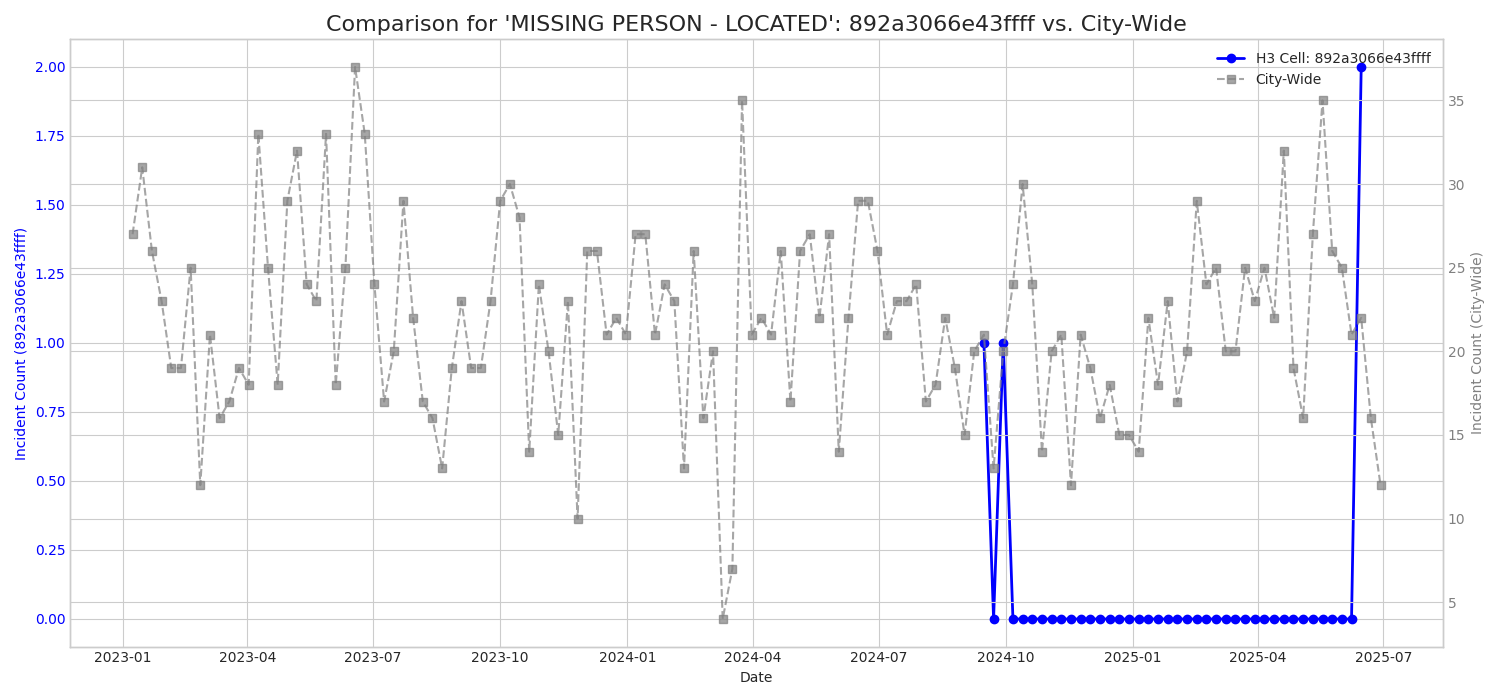 Comparison for 'MISSING PERSON - LOCATED': 892a3066e43ffff vs. City-Wide
H3 Cell: 892a3066e43ffff
City-Wide
Incident Count (892a3066e43ffff)
2.00
1.75
1.50
1.25
1.00
0.75
0.50
0.25
0.00
35
30
25
20
15
10
5
Incident Count (City-Wide)
2023-01 2023-04 2023-07 2023-10 2024-01 2024-04 2024-07 2024-10 2025-01 2025-04 2025-07
Date